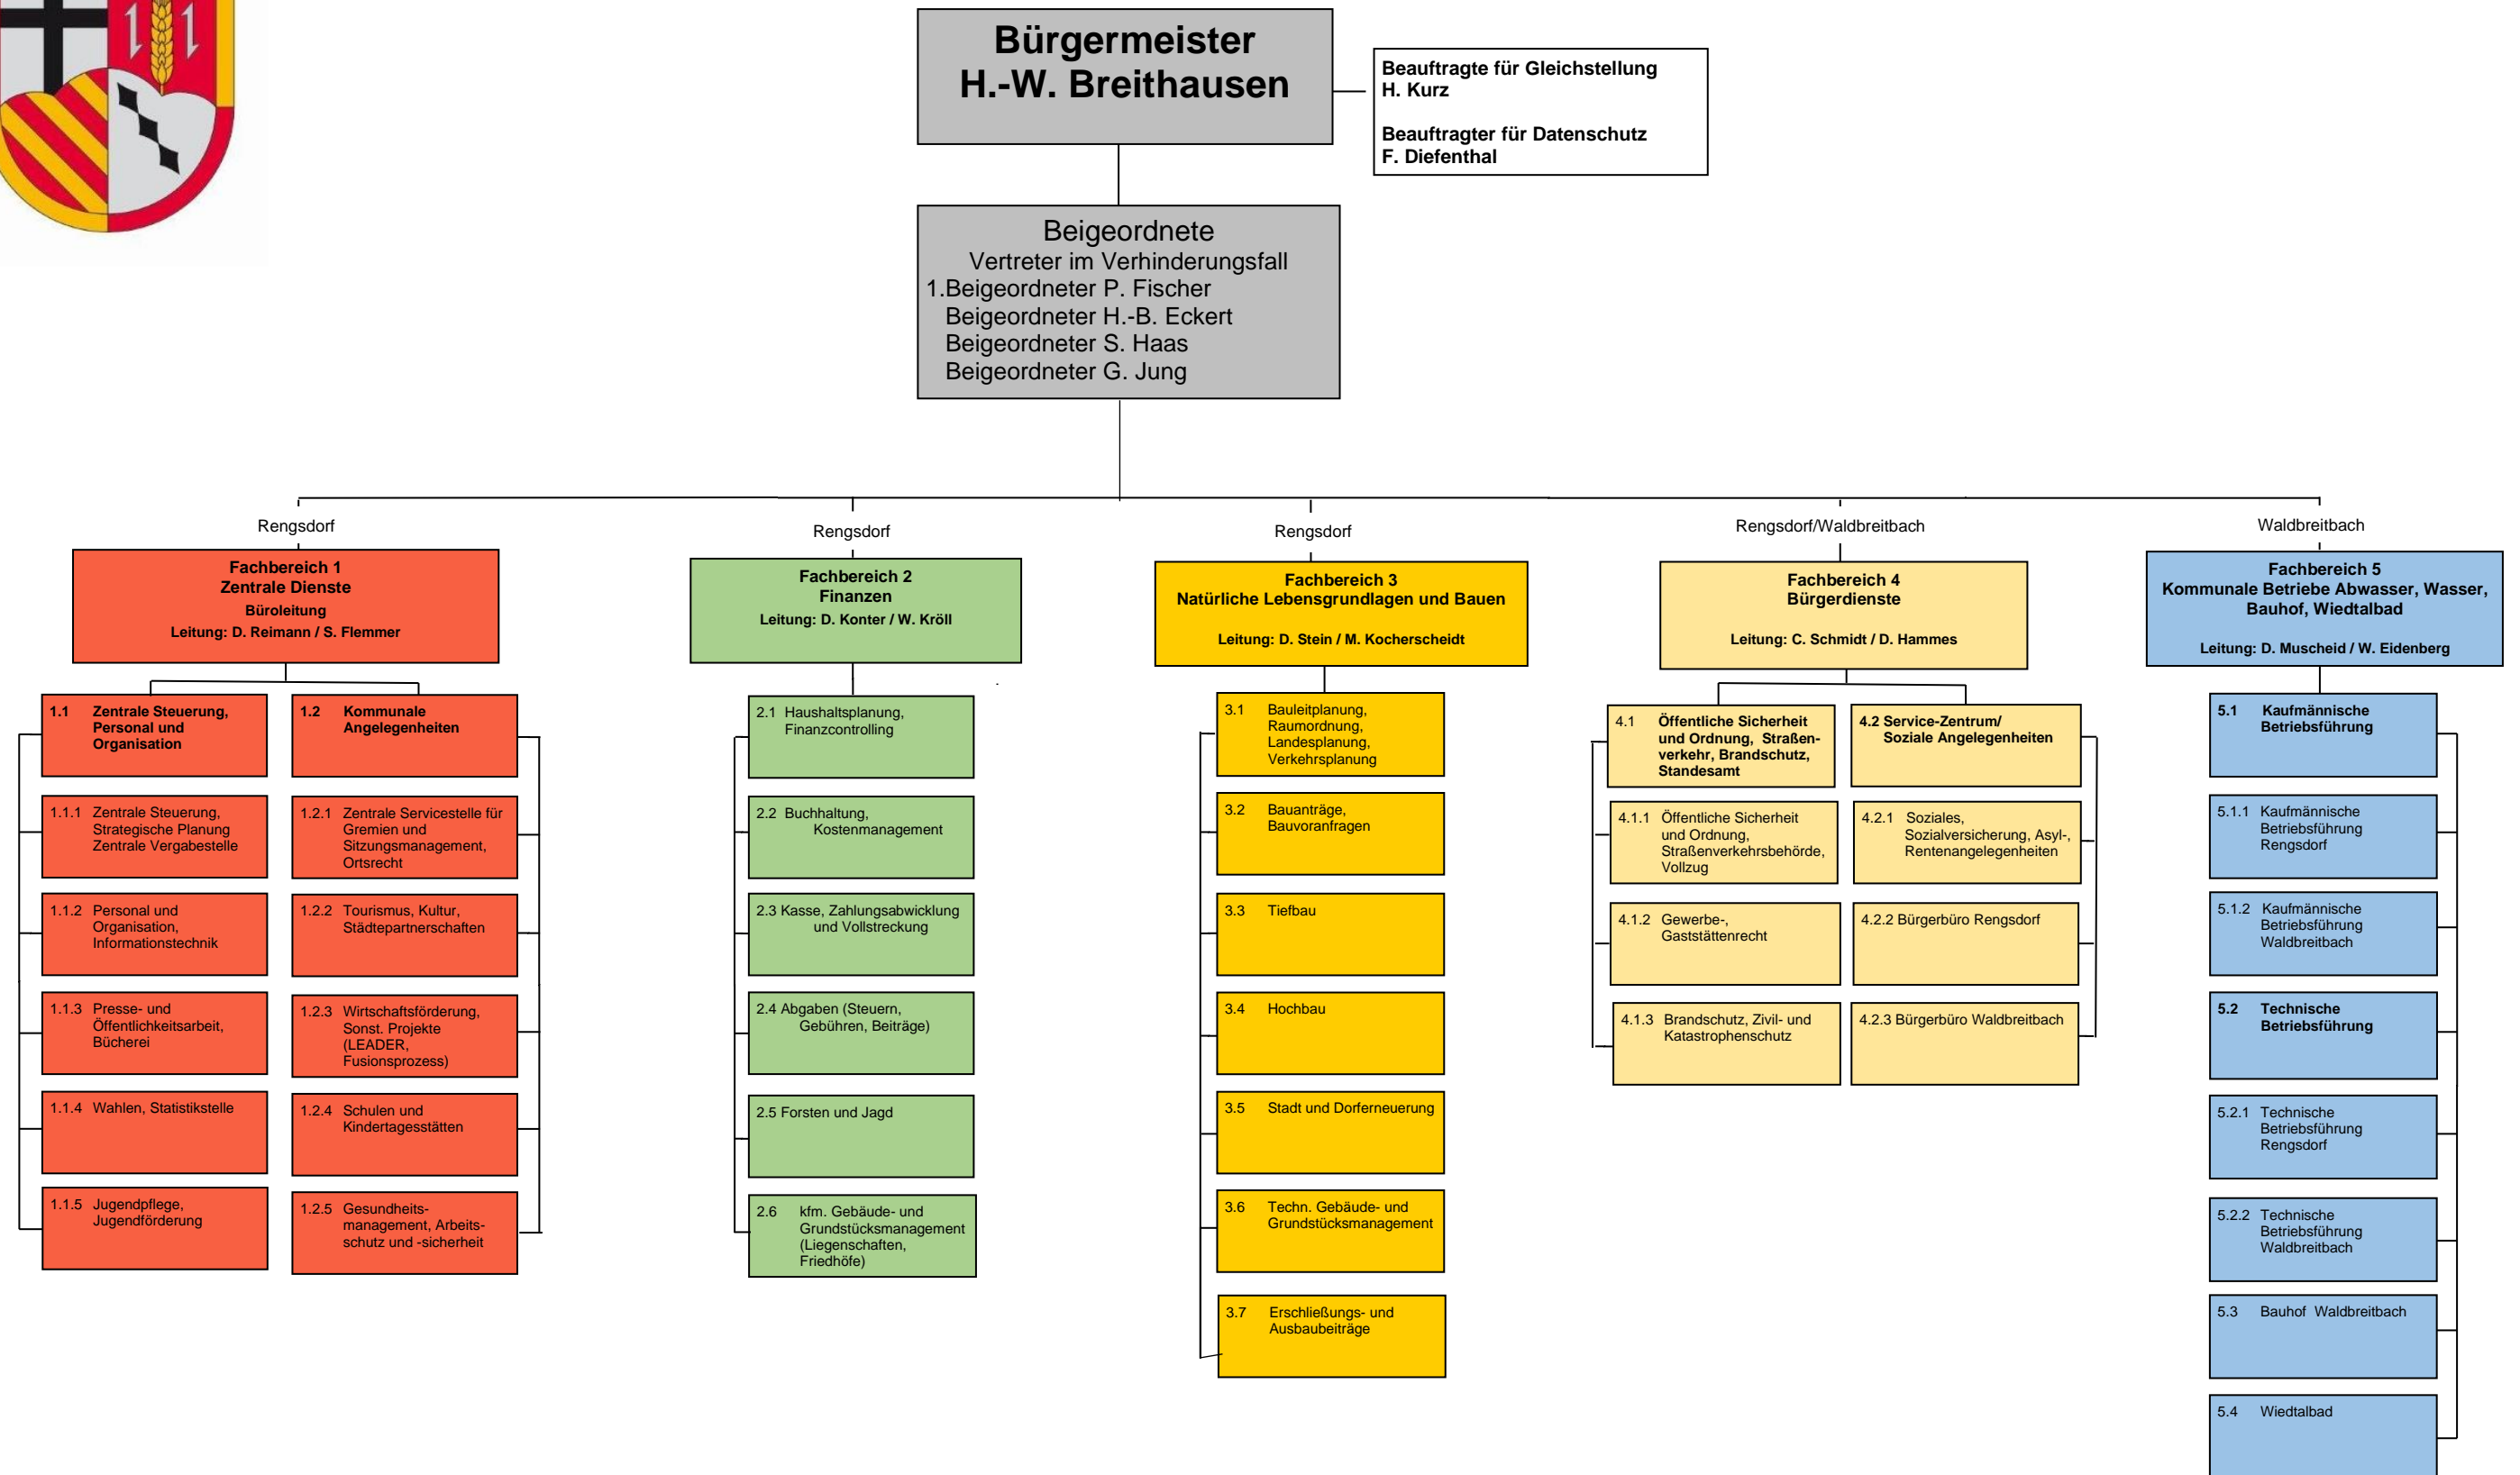 Bürgermeister
H.-W. Breithausen
Beauftragte für Gleichstellung
H. Kurz
Beauftragter für Datenschutz
F. Diefenthal
Beigeordnete
Vertreter im Verhinderungsfall
1.Beigeordneter P. Fischer
Beigeordneter H.-B. Eckert
Beigeordneter S. Haas
Beigeordneter G. Jung
Rengsdorf
Fachbereich 1
Zentrale Dienste
Büroleitung
Leitung: D. Reimann / S. Flemmer
1.1 Zentrale Steuerung,
Personal und
Organisation
1.1.1 Zentrale Steuerung,
Strategische Planung
Zentrale Vergabestelle
1.1.2 Personal und
Organisation,
Informationstechnik
1.1.3 Presse- und
Öffentlichkeitsarbeit,
Bücherei
1.1.4 Wahlen, Statistikstelle
1.1.5 Jugendpflege,
Jugendförderung
1.2 Kommunale
Angelegenheiten
1.2.1 Zentrale Servicestelle für
Gremien und
Sitzungsmanagement,
Ortsrecht
1.2.2 Tourismus, Kultur,
Städtepartnerschaften
1.2.3 Wirtschaftsförderung,
Sonst. Projekte
(LEADER,
Fusionsprozess)
1.2.4 Schulen und
Kindertagesstätten
1.2.5 Gesundheits-
management, Arbeits-
schutz und -sicherheit
Rengsdorf
Fachbereich 2
Finanzen
Leitung: D. Konter / W. Kröll
2.1 Haushaltsplanung,
Finanzcontrolling
2.2 Buchhaltung,
Kostenmanagement
2.3 Kasse, Zahlungsabwicklung
und Vollstreckung
2.4 Abgaben (Steuern,
Gebühren, Beiträge)
2.5 Forsten und Jagd
2.6 kfm. Gebäude- und
Grundstücksmanagement
(Liegenschaften,
Friedhöfe)
Rengsdorf
Fachbereich 3
Natürliche Lebensgrundlagen und Bauen
Leitung: D. Stein / M. Kocherscheidt
3.1 Bauleitplanung,
Raumordnung,
Landesplanung,
Verkehrsplanung
3.2 Bauanträge,
Bauvoranfragen
3.3 Tiefbau
3.4 Hochbau
3.5 Stadt und Dorferneuerung
3.6 Techn. Gebäude- und
Grundstücksmanagement
3.7 Erschließungs- und
Ausbaubeiträge
Rengsdorf/Waldbreitbach
Fachbereich 4
Bürgerdienste
Leitung: C. Schmidt / D. Hammes
4.1 Öffentliche Sicherheit
und Ordnung, Straßen-
verkehr, Brandschutz,
Standesamt
4.1.1 Öffentliche Sicherheit
und Ordnung,
Straßenverkehrsbehörde,
Vollzug
4.1.2 Gewerbe-,
Gaststättenrecht
4.1.3 Brandschutz, Zivil- und
Katastrophenschutz
4.2 Service-Zentrum/
Soziale Angelegenheiten
4.2.1 Soziales,
Sozialversicherung, Asyl-,
Rentenangelegenheiten
4.2.2 Bürgerbüro Rengsdorf
4.2.3 Bürgerbüro Waldbreitbach
Waldbreitbach
Fachbereich 5
Kommunale Betriebe Abwasser, Wasser,
Bauhof, Wiedtalbad
Leitung: D. Muscheid / W. Eidenberg
5.1 Kaufmännische
Betriebsführung
5.1.1 Kaufmännische
Betriebsführung
Rengsdorf
5.1.2 Kaufmännische
Betriebsführung
Waldbreitbach
5.2 Technische
Betriebsführung
5.2.1 Technische
Betriebsführung
Rengsdorf
5.2.2 Technische
Betriebsführung
Waldbreitbach
5.3 Bauhof Waldbreitbach
5.4 Wiedtalbad